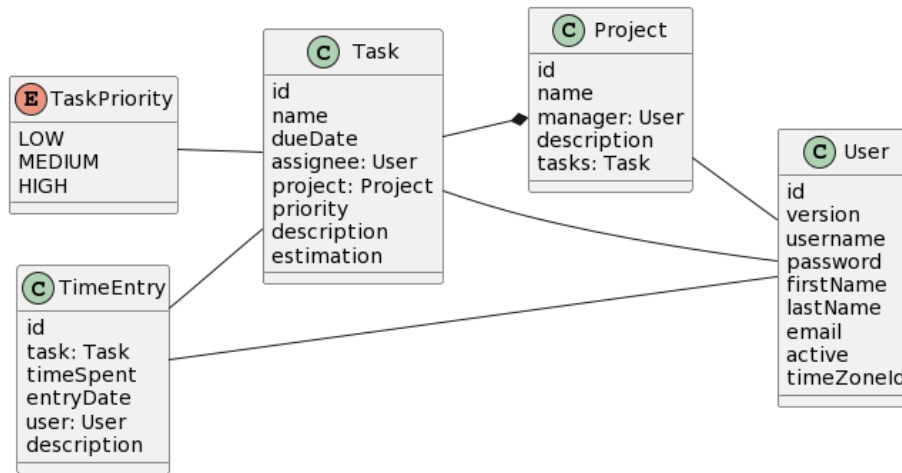 E TaskPriority
LOW
MEDIUM
HIGH
C Task
id
name
dueDate
assignee: User
project: Project
priority
description
estimation
C Project
id
name
manager: User
description
tasks: Task
C User
id
version
username
password
firstName
lastName
email
active
timeZoneId
C TimeEntry
id
task: Task
timeSpent
entryDate
user: User
description